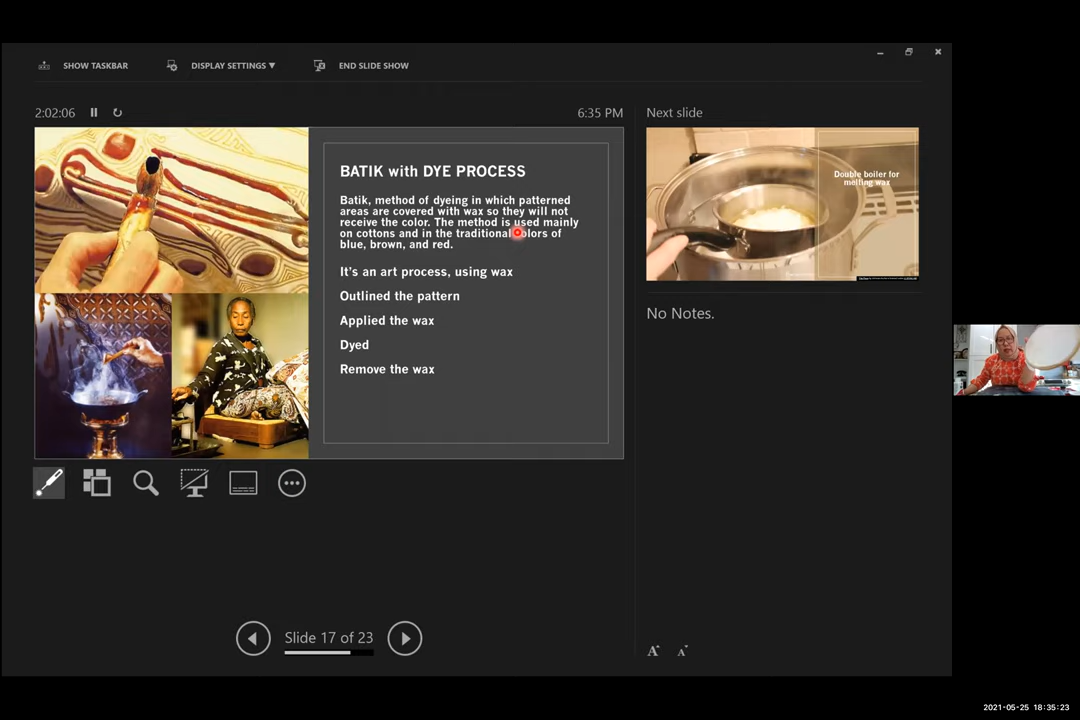 SHOW TASKBAR
DISPLAY SETTINGS ▼
END SLIDE SHOW
2:02:06
6:35 PM
Next slide
BATIK with DYE PROCESS
Batik, method of dyeing in which patterned
areas are covered with wax so they will not
receive the color. The method is used mainly
on cottons and in the traditional colors of
blue, brown, and red.
It's an art process, using wax
Outlined the pattern
Applied the wax
Dyed
Remove the wax
Double boiler for
melting wax
No Notes.
Slide 17 of 23
A A
2021-05-25 18:35:23